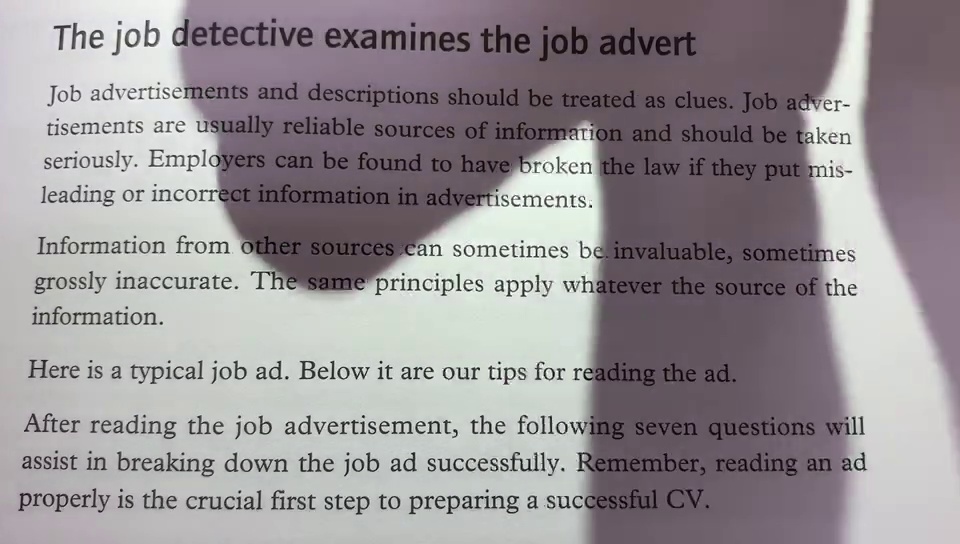 The job detective examines the job advert
Job advertisements and descriptions should be treated as clues. Job adver-
tisements are usually reliable sources of information and should be taken
seriously. Employers can be found to have broken the law if they put mis-
leading or incorrect information in advertisements.
Information from other sources can sometimes be invaluable, sometimes
grossly inaccurate. The same principles apply whatever the source of the
information.
Here is a typical job ad. Below it are our tips for reading the ad.
After reading the job advertisement, the following seven questions will
assist in breaking down the job ad successfully. Remember, reading an ad
properly is the crucial first step to preparing a successful CV.